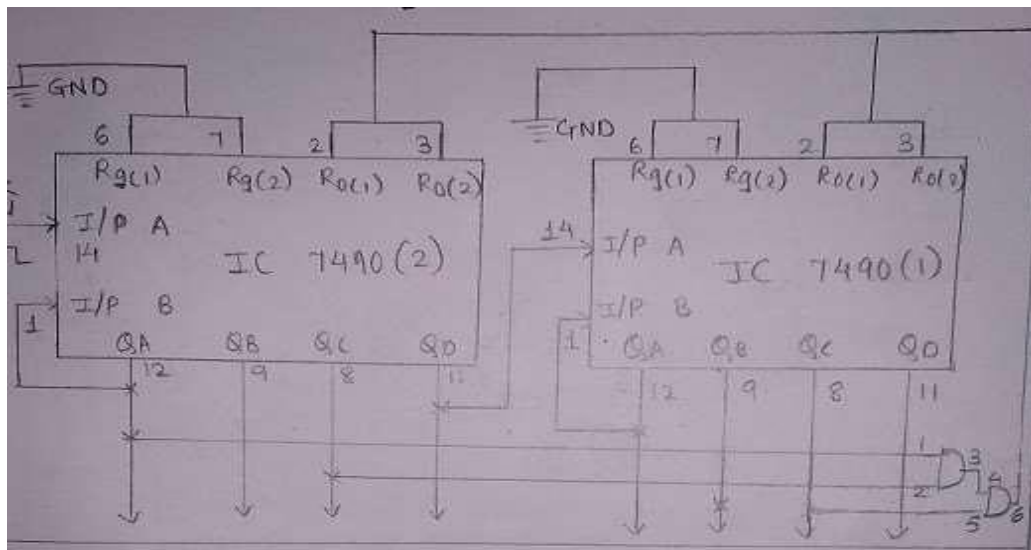 GND
GND
6 7 2 3
6 7 2 3
Rg(1) Rg(2) R0(1) R0(2)
Rg(1) Rg(2) R0(1) R0(2)
I/P A
14
IC 7490 (2)
14
I/P A
IC 7490 (1)
I/P B
1
I/P B
1
QA QB QC QD
QA QB QC QD
12 9 8 11
12 9 8 11
1
2
3
4
5
6